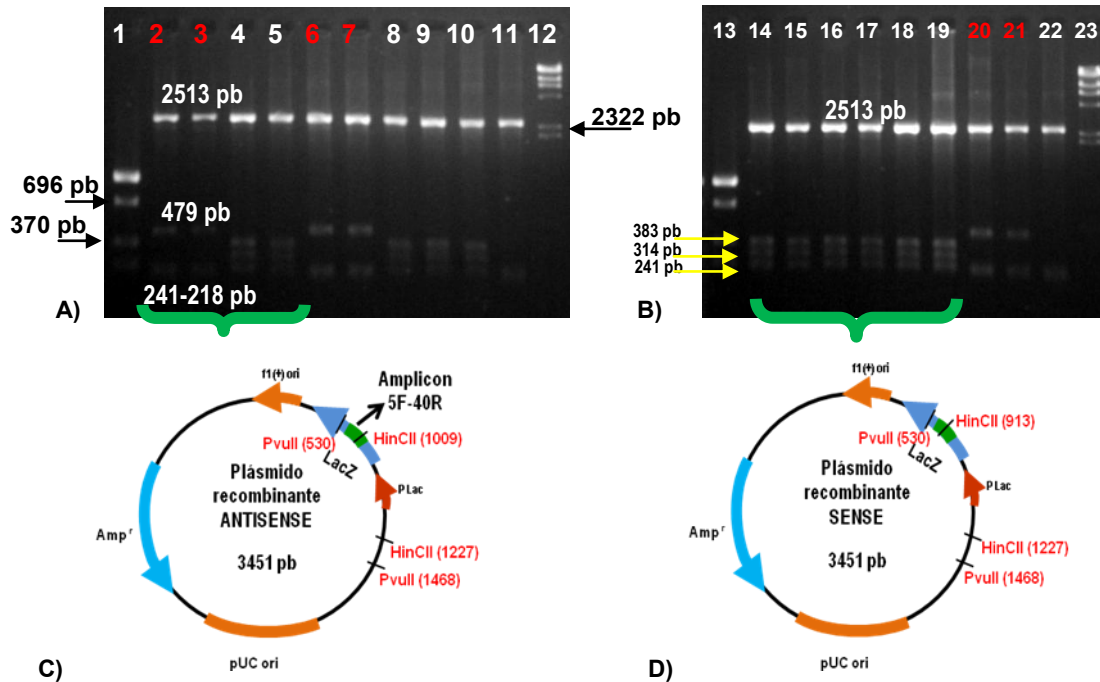 1 2 3 4 5 6 7 8 9 10 11 12
2513 pb
2322 pb
696 pb
479 pb
370 pb
241-218 pb
A)
13 14 15 16 17 18 19 20 21 22 23
2513 pb
383 pb
314 pb
241 pb
B)
f1(+) ori
Amplicon
5F-40R
PvuII (530)
HinCII (1009)
LacZ
PLac
Plásmido
recombinante
ANTISENSE
3451 pb
Amp r
HinCII (1227)
PvuII (1468)
pUC ori
C)
f1(+) ori
HinCII (913)
PvuII (530)
LacZ
PLac
Plásmido
recombinante
SENSE
3451 pb
Amp r
HinCII (1227)
PvuII (1468)
pUC ori
D)